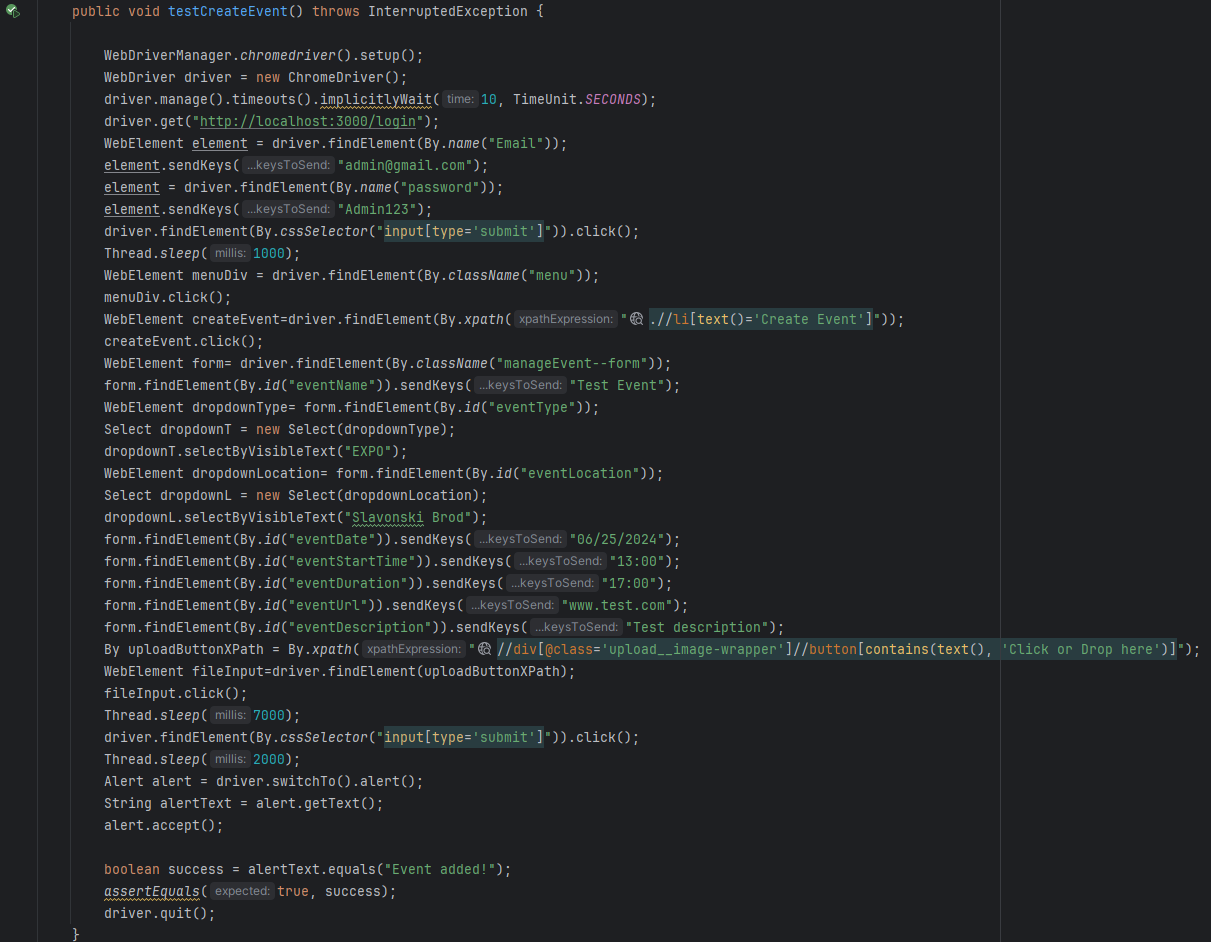 public void testCreateEvent() throws InterruptedException {
WebDriverManager.chromedriver().setup();
WebDriver driver = new ChromeDriver();
driver.manage().timeouts().implicitlyWait( time: 10, TimeUnit.SECONDS);
driver.get("http://localhost:3000/login");
WebElement element = driver.findElement(By.name("Email"));
element.sendKeys( ...keysToSend: "admin@gmail.com");
element = driver.findElement(By.name("password"));
element.sendKeys( ...keysToSend: "Admin123");
driver.findElement(By.cssSelector("input[type='submit']")).click();
Thread.sleep( millis: 1000);
WebElement menuDiv = driver.findElement(By.className("menu"));
menuDiv.click();
WebElement createEvent=driver.findElement(By.xpath( xpathExpression: ".//li[text()='Create Event']"));
createEvent.click();
WebElement form= driver.findElement(By.className("manageEvent--form"));
form.findElement(By.id("eventName")).sendKeys( ...keysToSend: "Test Event");
WebElement dropdownType= form.findElement(By.id("eventType"));
Select dropdownT = new Select(dropdownType);
dropdownT.selectByVisibleText("EXPO");
WebElement dropdownLocation= form.findElement(By.id("eventLocation"));
Select dropdownL = new Select(dropdownLocation);
dropdownL.selectByVisibleText("Slavonski Brod");
form.findElement(By.id("eventDate")).sendKeys( ...keysToSend: "06/25/2024");
form.findElement(By.id("eventStartTime")).sendKeys( ...keysToSend: "13:00");
form.findElement(By.id("eventDuration")).sendKeys( ...keysToSend: "17:00");
form.findElement(By.id("eventUrl")).sendKeys( ...keysToSend: "www.test.com");
form.findElement(By.id("eventDescription")).sendKeys( ...keysToSend: "Test description");
By uploadButtonXPath = By.xpath( xpathExpression: "//div[@class='upload__image-wrapper']//button[contains(text(), 'Click or Drop here')]");
WebElement fileInput=driver.findElement(uploadButtonXPath);
fileInput.click();
Thread.sleep( millis: 7000);
driver.findElement(By.cssSelector("input[type='submit']")).click();
Thread.sleep( millis: 2000);
Alert alert = driver.switchTo().alert();
String alertText = alert.getText();
alert.accept();
boolean success = alertText.equals("Event added!");
assertEquals( expected: true, success);
driver.quit();
}